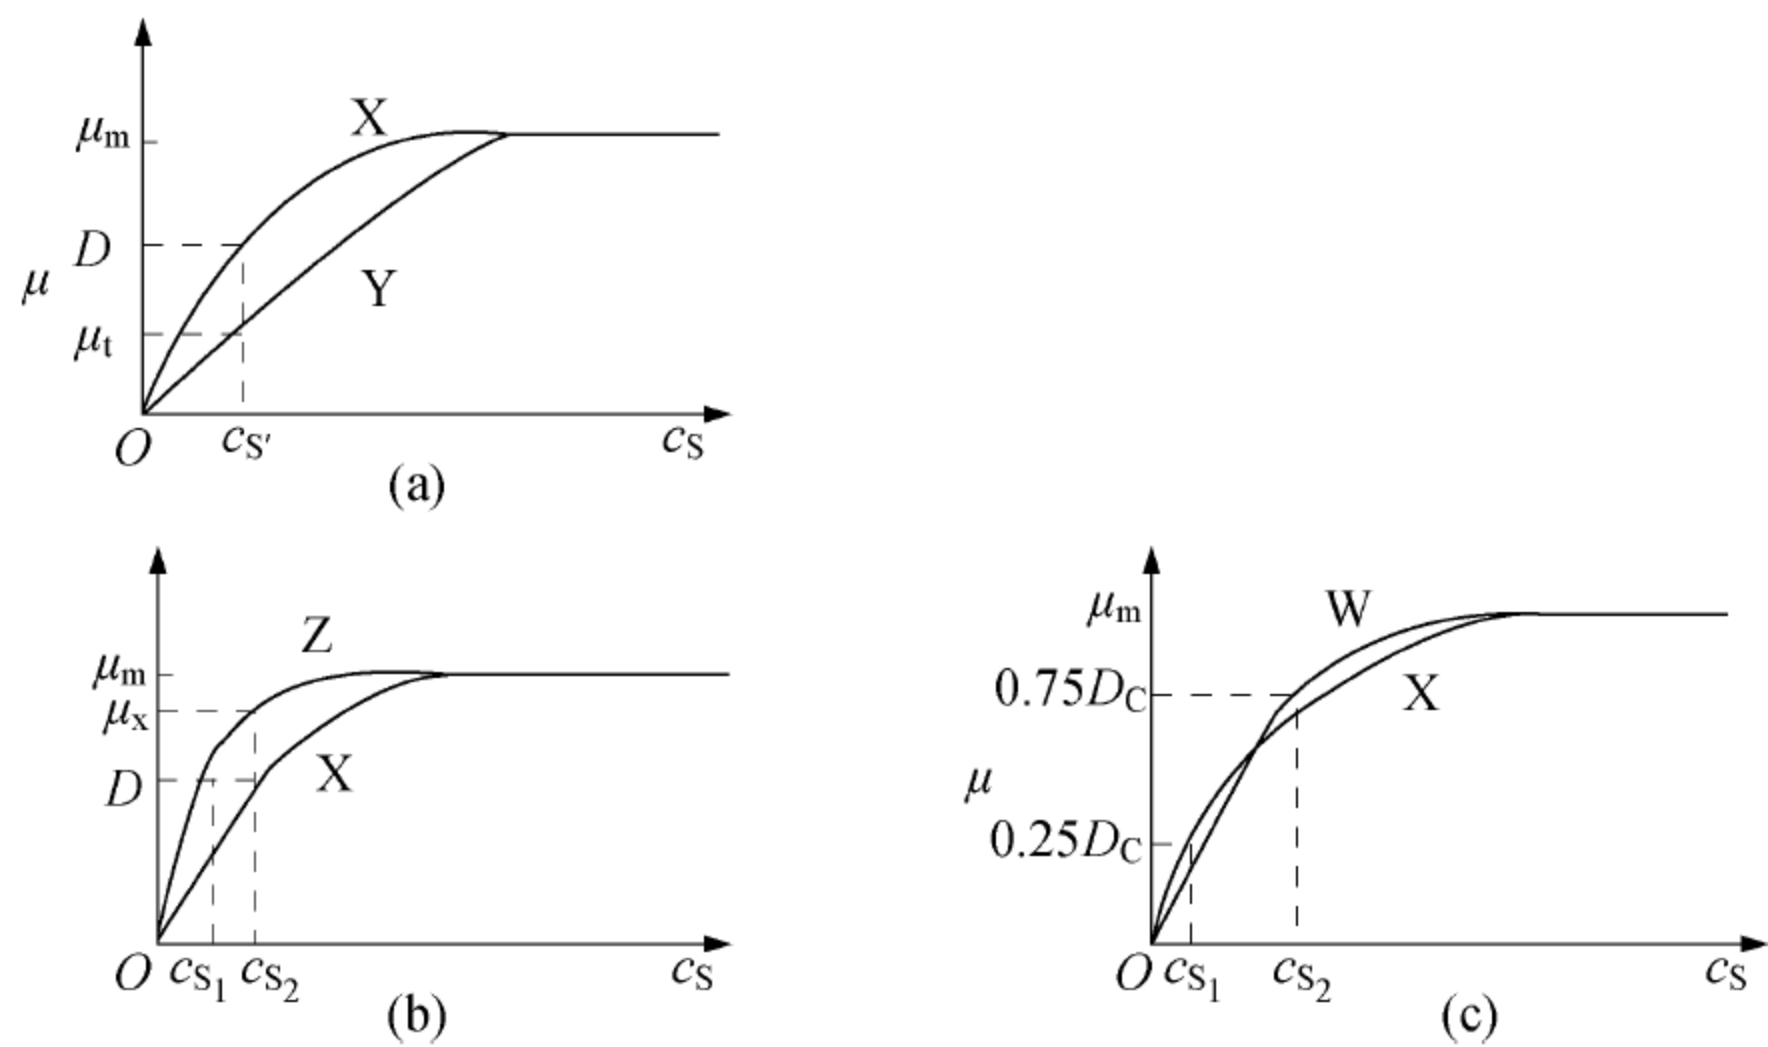 X
μm
D
Y
μ
μt
O
cS′
cS
(a)
Z
μm
μx
X
D
O
cS1
cS2
cS
(b)
W
μm
0.75DC
X
μ
0.25DC
O
cS1
cS2
cS
(c)